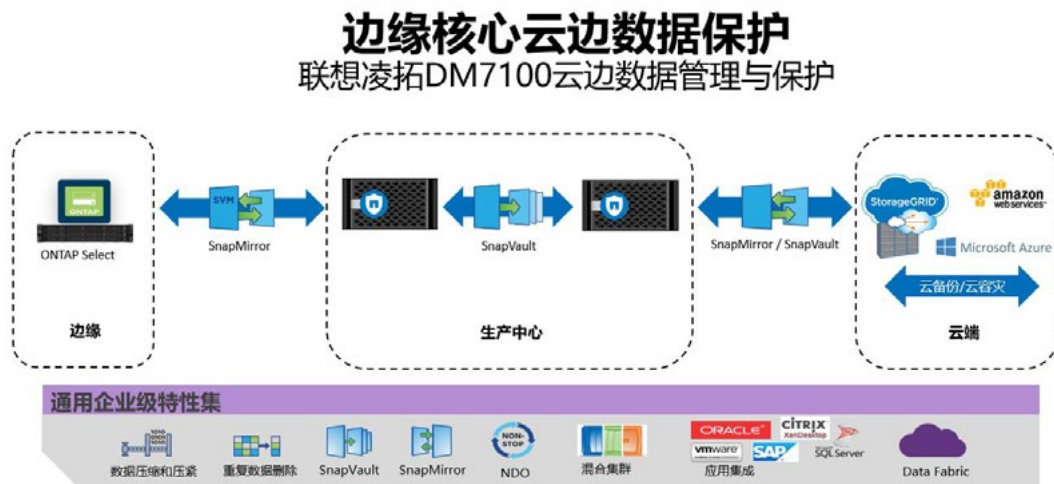 边缘核心云边数据保护
联想凌拓DM7100云边数据管理与保护
ONTAP
ONTAP Select
边缘
SVM
SnapMirror
SnapVault
生产中心
SnapMirror / SnapVault
StorageGRID
amazon
webservices
Microsoft Azure
云备份/云容灾
云端
通用企业级特性集
1010
0101
1010
数据压缩和压紧
重复数据删除
SnapVault
SnapMirror
NON-STOP
NDO
混合集群
ORACLE
CITRIX
XenDesktop
vmware
SAP
SQL Server
应用集成
Data Fabric